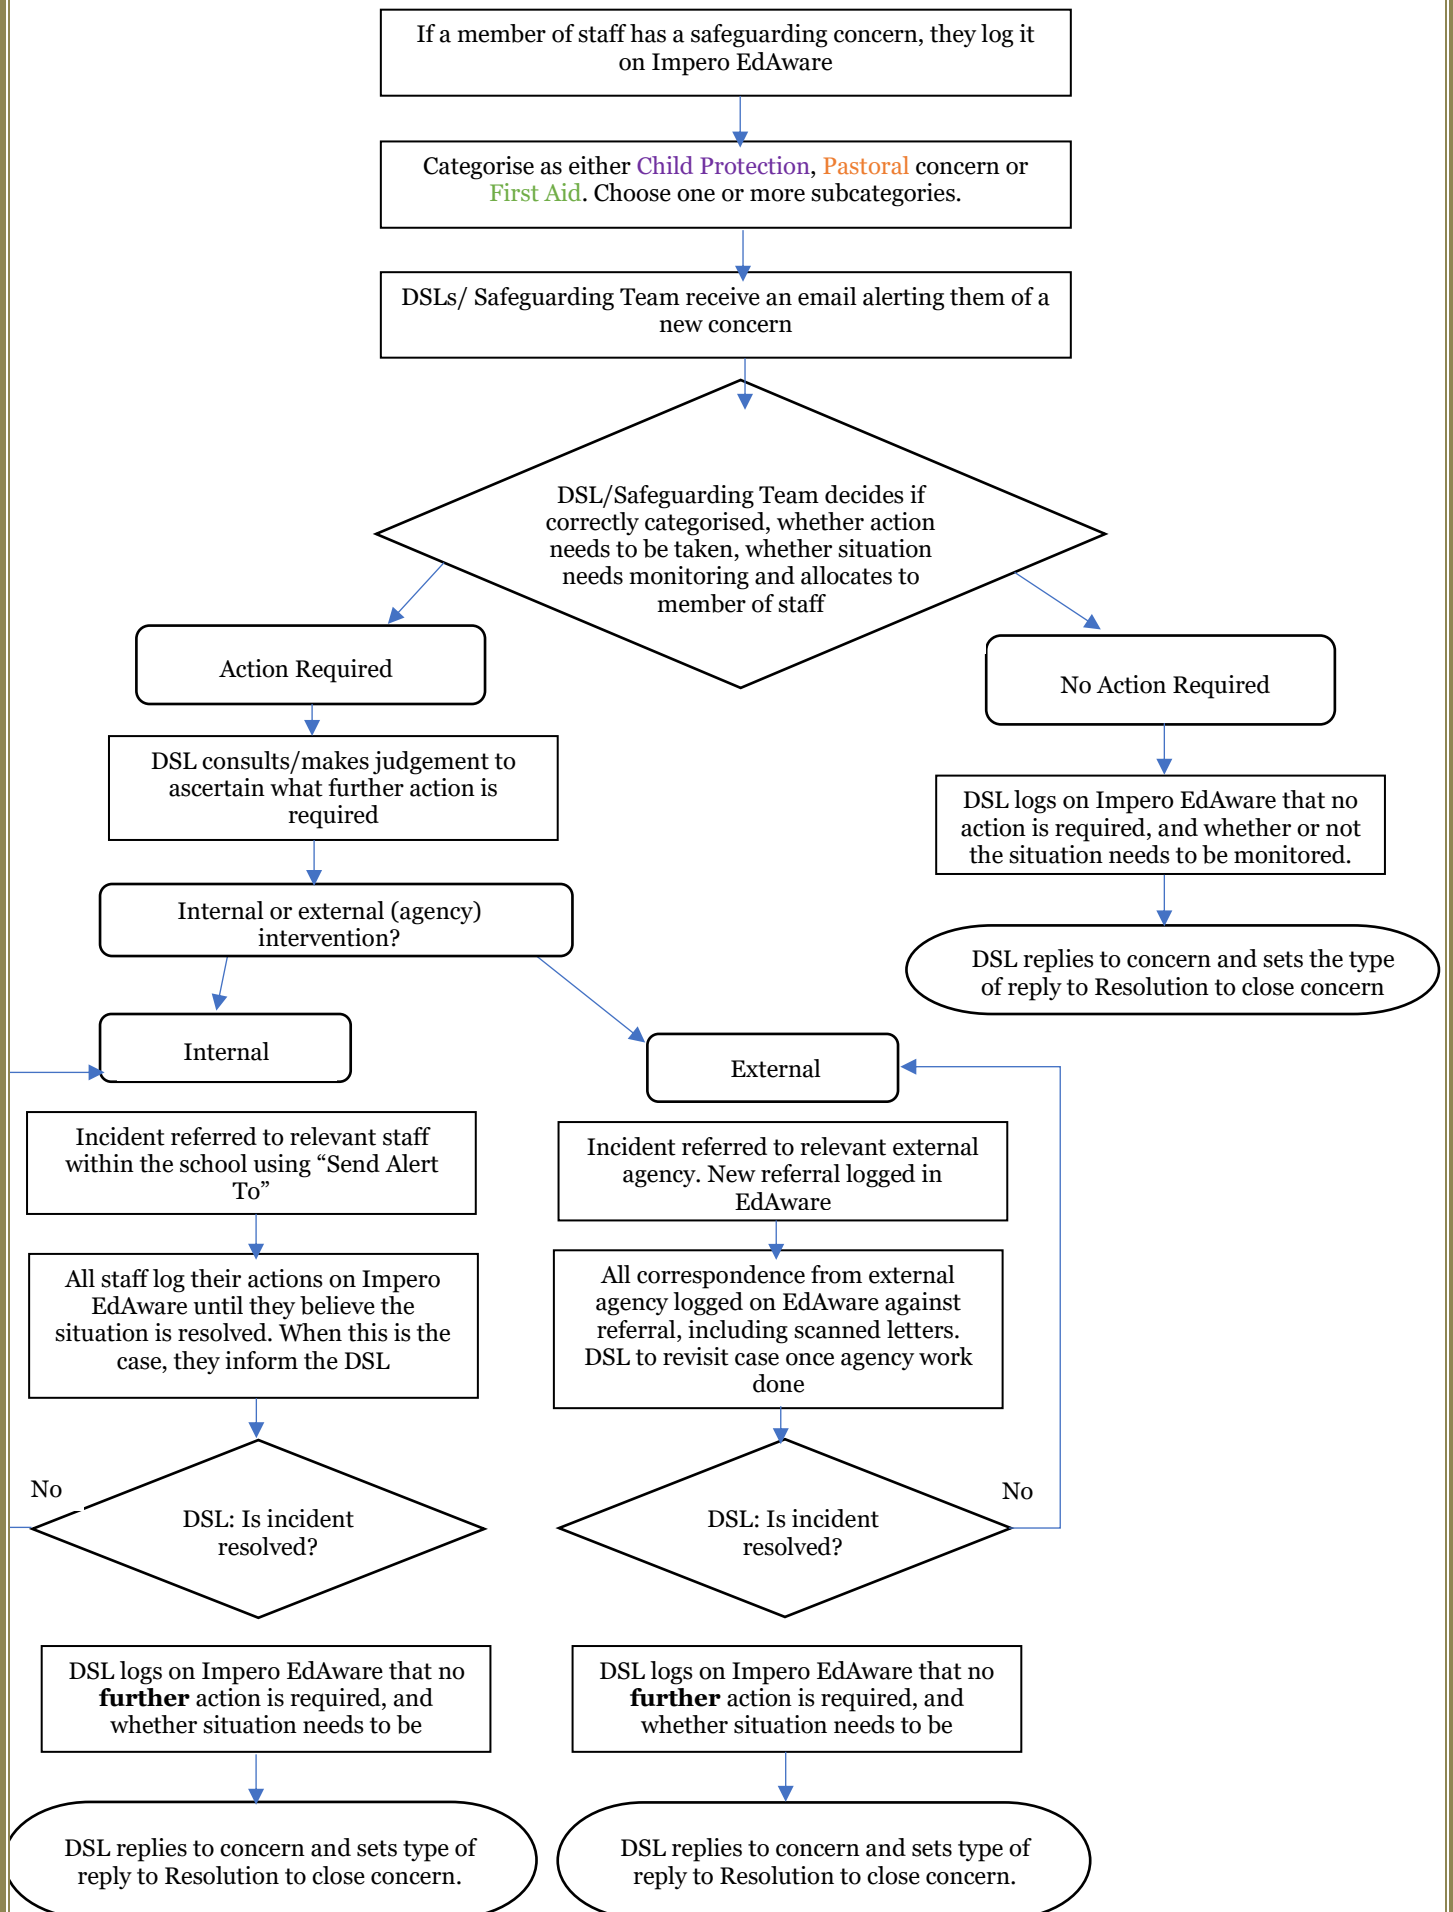 If a member of staff has a safeguarding concern, they log it
on Impero EdAware
Categorise as either Child Protection, Pastoral concern or
First Aid. Choose one or more subcategories.
DSLs/ Safeguarding Team receive an email alerting them of a
new concern
DSL/Safeguarding Team decides if
correctly categorised, whether action
needs to be taken, whether situation
needs monitoring and allocates to
member of staff
Action Required
No Action Required
DSL consults/makes judgement to
ascertain what further action is
required
DSL logs on Impero EdAware that no
action is required, and whether or not
the situation needs to be monitored.
Internal or external (agency)
intervention?
DSL replies to concern and sets the type
of reply to Resolution to close concern
Internal
External
Incident referred to relevant staff
within the school using “Send Alert
To”
Incident referred to relevant external
agency. New referral logged in
EdAware
All staff log their actions on Impero
EdAware until they believe the
situation is resolved. When this is the
case, they inform the DSL
All correspondence from external
agency logged on EdAware against
referral, including scanned letters.
DSL to revisit case once agency work
done
No
DSL: Is incident
resolved?
No
DSL: Is incident
resolved?
DSL logs on Impero EdAware that no
further action is required, and
whether situation needs to be
DSL logs on Impero EdAware that no
further action is required, and
whether situation needs to be
DSL replies to concern and sets type of
reply to Resolution to close concern.
DSL replies to concern and sets type of
reply to Resolution to close concern.